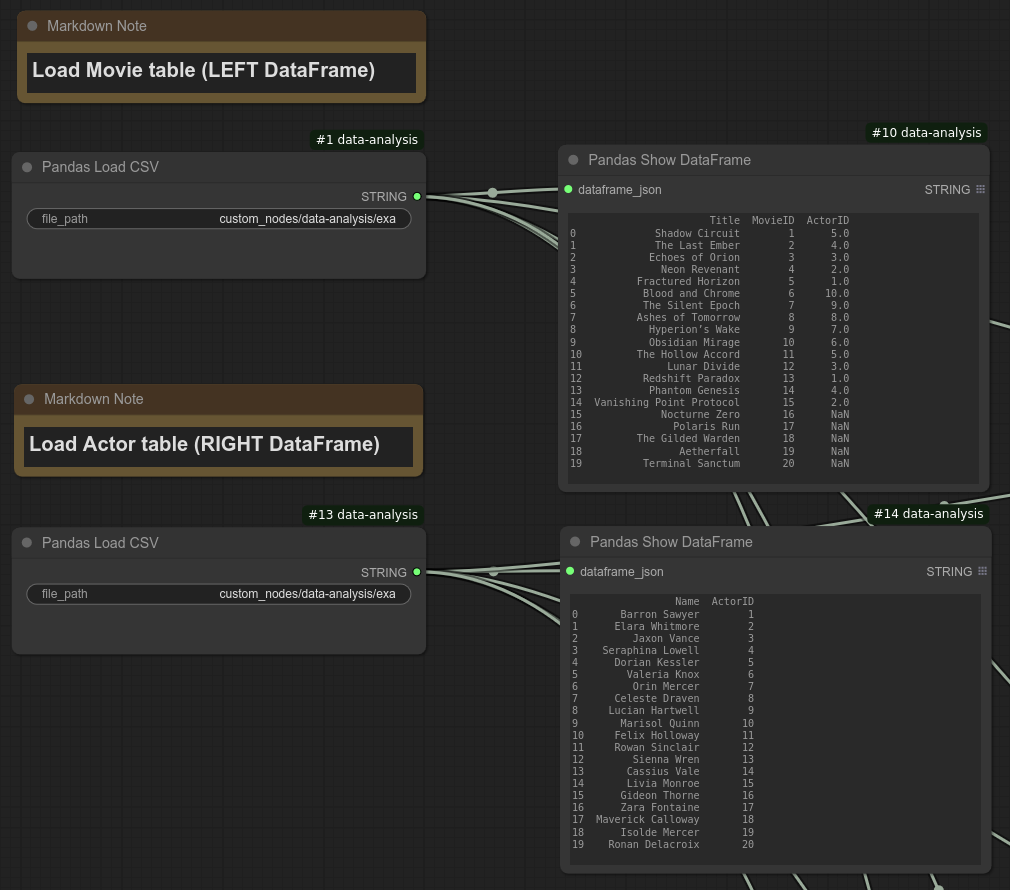 Markdown Note
Load Movie table (LEFT DataFrame)
#1 data-analysis
Pandas Load CSV
STRING
file_path custom_nodes/data-analysis/exa
#10 data-analysis
Pandas Show DataFrame
dataframe_json STRING
Title MovieID ActorID
0 Shadow Circuit 1 5.0
1 The Last Ember 2 4.0
2 Echoes of Orion 3 3.0
3 Neon Revenant 4 2.0
4 Fractured Horizon 5 1.0
5 Blood and Chrome 6 10.0
6 The Silent Epoch 7 9.0
7 Ashes of Tomorrow 8 8.0
8 Hyperion's Wake 9 7.0
9 Obsidian Mirage 10 6.0
10 The Hollow Accord 11 5.0
11 Lunar Divide 12 3.0
12 Redshift Paradox 13 1.0
13 Phantom Genesis 14 4.0
14 Vanishing Point Protocol 15 2.0
15 Nocturne Zero 16 NaN
16 Polaris Run 17 NaN
17 The Gilded Warden 18 NaN
18 Aetherfall 19 NaN
19 Terminal Sanctum 20 NaN
Markdown Note
Load Actor table (RIGHT DataFrame)
#13 data-analysis
Pandas Load CSV
STRING
file_path custom_nodes/data-analysis/exa
#14 data-analysis
Pandas Show DataFrame
dataframe_json STRING
Name ActorID
0 Barron Sawyer 1
1 Elara Whitmore 2
2 Jaxon Vance 3
3 Seraphina Lowell 4
4 Dorian Kessler 5
5 Valeria Knox 6
6 Orin Mercer 7
7 Celeste Draven 8
8 Lucian Hartwell 9
9 Marisol Quinn 10
10 Felix Holloway 11
11 Rowan Sinclair 12
12 Sienna Wren 13
13 Cassius Vale 14
14 Livia Monroe 15
15 Gideon Thorne 16
16 Zara Fontaine 17
17 Maverick Calloway 18
18 Isolde Mercer 19
19 Ronan Delacroix 20